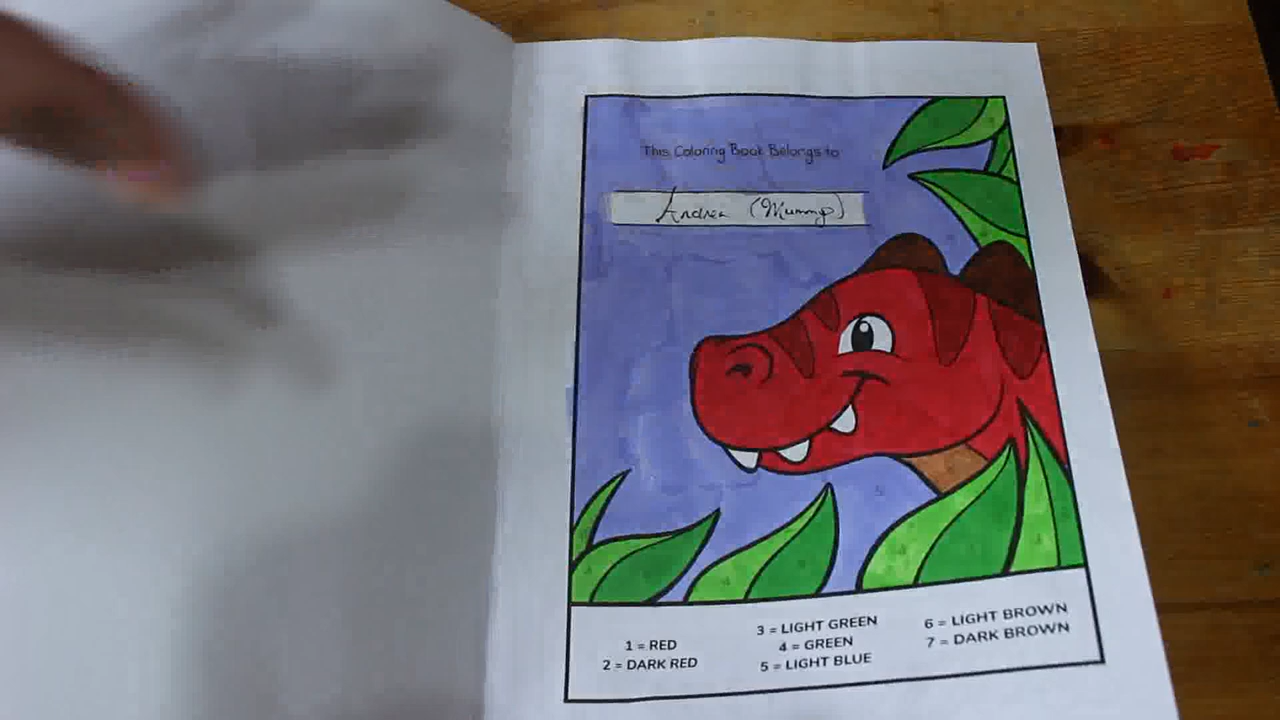 This Coloring Book Belongs to
Andrea (Mummy)
1 = RED
2 = DARK RED
3 = LIGHT GREEN
4 = GREEN
5 = LIGHT BLUE
6 = LIGHT BROWN
7 = DARK BROWN